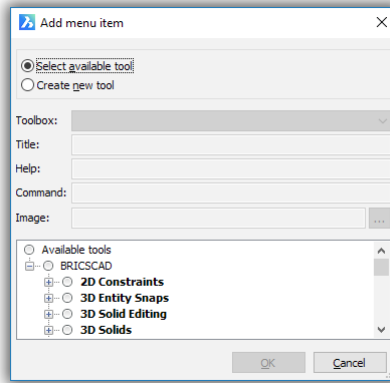 Add menu item
Select available tool
Create new tool
Toolbox:
Title:
Help:
Command:
Image:
...
Available tools
BRICSCAD
2D Constraints
3D Entity Snaps
3D Solid Editing
3D Solids
OK
Cancel